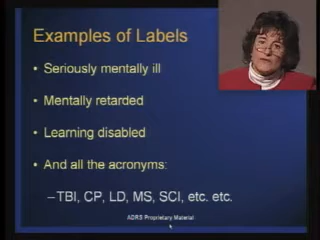 Examples of Labels
• Seriously mentally ill
• Mentally retarded
• Learning disabled
• And all the acronyms:
–TBI, CP, LD, MS, SCI, etc. etc.
ADRS Proprietary Material